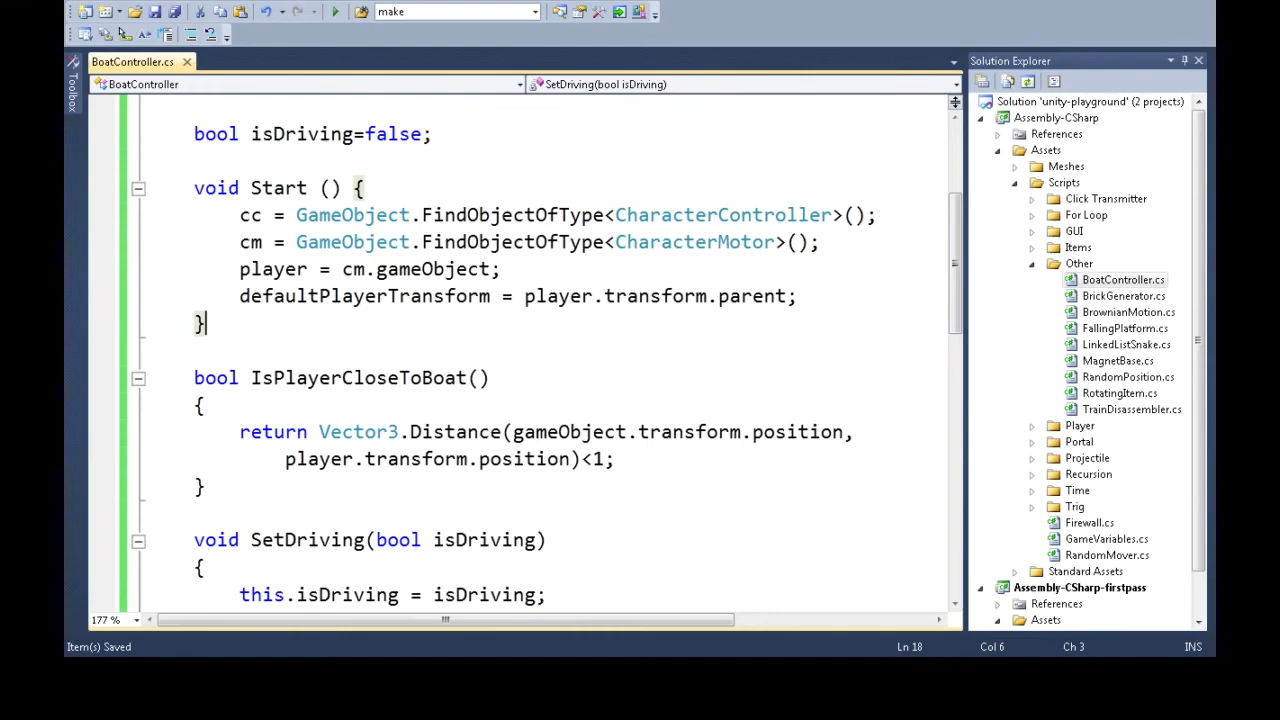 make
BoatController.cs
Solution Explorer
Toolbox
BoatController
SetDriving(bool isDriving)
bool isDriving=false;
void Start () {
cc = GameObject.FindObjectOfType<CharacterController>();
cm = GameObject.FindObjectOfType<CharacterMotor>();
player = cm.gameObject;
defaultPlayerTransform = player.transform.parent;
}
bool IsPlayerCloseToBoat()
{
return Vector3.Distance(gameObject.transform.position,
player.transform.position)<1;
}
void SetDriving(bool isDriving)
{
this.isDriving = isDriving;
177 %
Solution 'unity-playground' (2 projects)
Assembly-CSharp
References
Assets
Meshes
Scripts
Click Transmitter
For Loop
GUI
Items
Other
BoatController.cs
BrickGenerator.cs
BrownianMotion.cs
FallingPlatform.cs
LinkedListSnake.cs
MagnetBase.cs
RandomPosition.cs
RotatingItem.cs
TrainDisassembler.cs
Player
Portal
Projectile
Recursion
Time
Trig
Firewall.cs
GameVariables.cs
RandomMover.cs
Standard Assets
Assembly-CSharp-firstpass
References
Assets
Item(s) Saved
Ln 18
Col 6
Ch 3
INS